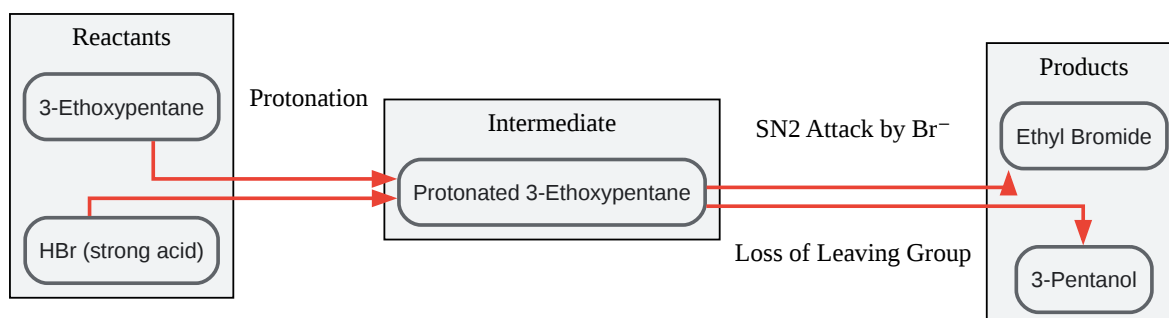 Reactants
3-Ethoxypentane
HBr (strong acid)
Protonation
Intermediate
Protonated 3-Ethoxypentane
SN2 Attack by Br⁻
Loss of Leaving Group
Products
Ethyl Bromide
3-Pentanol